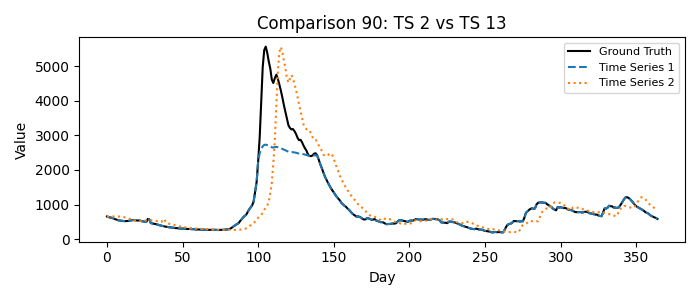 Comparison 90: TS 2 vs TS 13
Ground Truth
Time Series 1
Time Series 2
Value
5000
4000
3000
2000
1000
0
0 50 100 150 200 250 300 350
Day